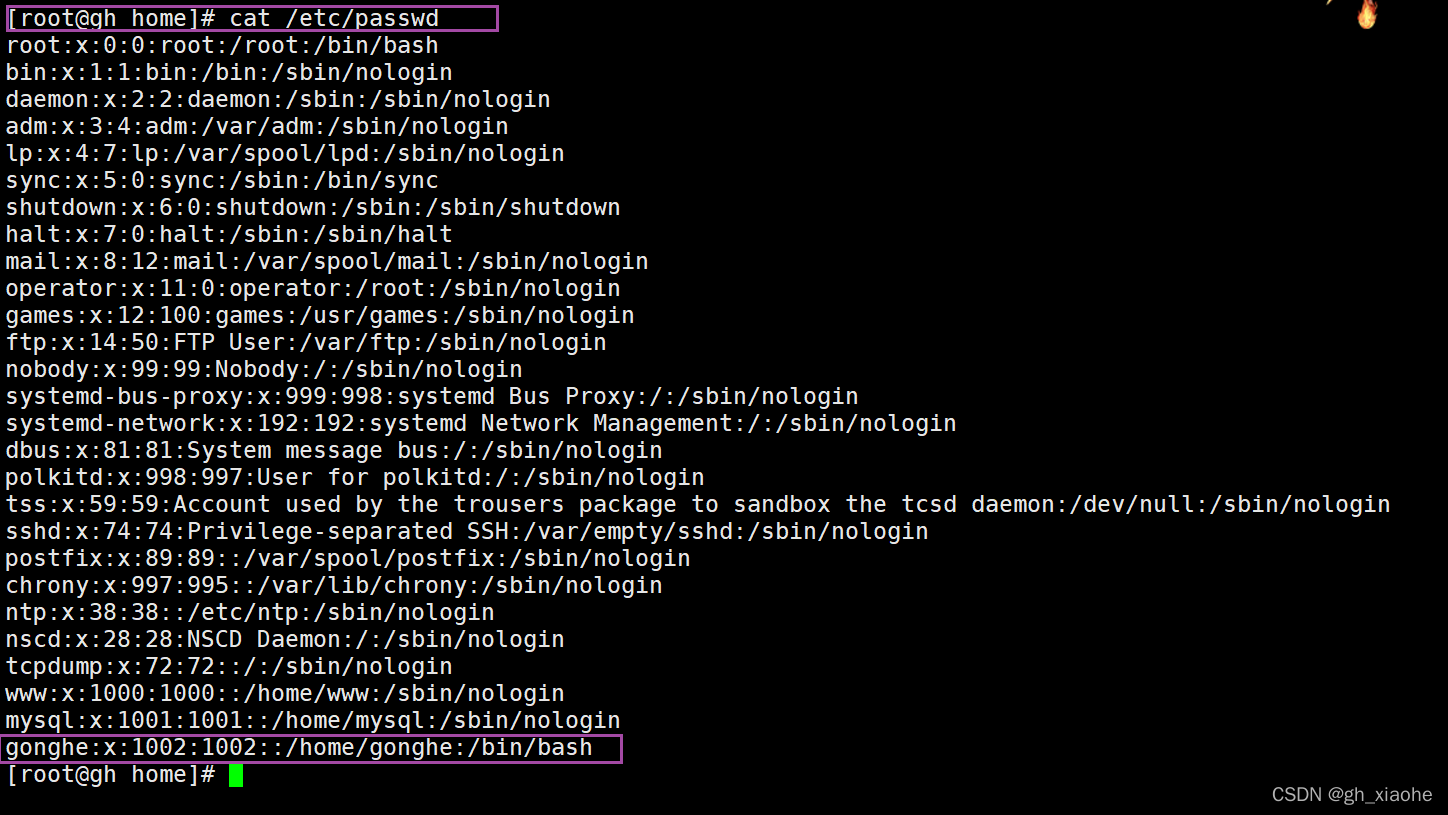 [root@gh home]# cat /etc/passwd
root:x:0:0:root:/root:/bin/bash
bin:x:1:1:bin:/bin:/sbin/nologin
daemon:x:2:2:daemon:/sbin:/sbin/nologin
adm:x:3:4:adm:/var/adm:/sbin/nologin
lp:x:4:7:lp:/var/spool/lpd:/sbin/nologin
sync:x:5:0:sync:/sbin:/bin/sync
shutdown:x:6:0:shutdown:/sbin:/sbin/shutdown
halt:x:7:0:halt:/sbin:/sbin/halt
mail:x:8:12:mail:/var/spool/mail:/sbin/nologin
operator:x:11:0:operator:/root:/sbin/nologin
games:x:12:100:games:/usr/games:/sbin/nologin
ftp:x:14:50:FTP User:/var/ftp:/sbin/nologin
nobody:x:99:99:Nobody:/:/sbin/nologin
systemd-bus-proxy:x:999:998:systemd Bus Proxy:/:/sbin/nologin
systemd-network:x:192:192:systemd Network Management:/:/sbin/nologin
dbus:x:81:81:System message bus:/:/sbin/nologin
polkitd:x:998:997:User for polkitd:/:/sbin/nologin
tss:x:59:59:Account used by the trousers package to sandbox the tcsd daemon:/dev/null:/sbin/nologin
sshd:x:74:74:Privilege-separated SSH:/var/empty/sshd:/sbin/nologin
postfix:x:89:89::/var/spool/postfix:/sbin/nologin
chrony:x:997:995::/var/lib/chrony:/sbin/nologin
ntp:x:38:38::/etc/ntp:/sbin/nologin
nscd:x:28:28:NSCD Daemon:/:/sbin/nologin
tcpdump:x:72:72::/:/sbin/nologin
www:x:1000:1000::/home/www:/sbin/nologin
mysql:x:1001:1001::/home/mysql:/sbin/nologin
gonghe:x:1002:1002::/home/gonghe:/bin/bash
[root@gh home]#
CSDN @gh_xiaohe